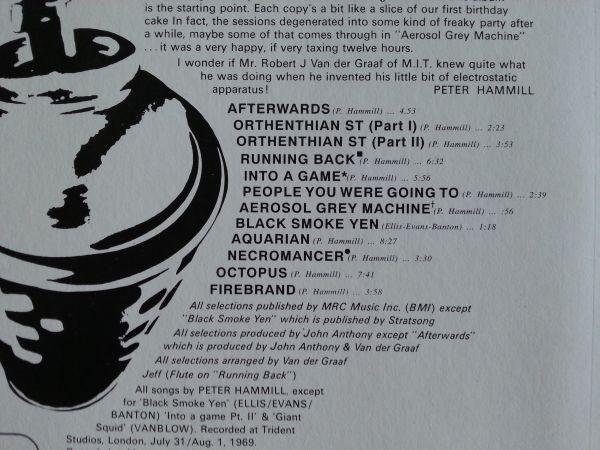 is the starting point. Each copy's a bit like a slice of our first birthday
cake In fact, the sessions degenerated into some kind of freaky party after
a while, maybe some of that comes through in "Aerosol Grey Machine"
...it was a very happy, if very taxing twelve hours.
I wonder if Mr. Robert J Van der Graaf of M.I.T. knew quite what
he was doing when he invented his little bit of electrostatic
apparatus! PETER HAMMILL
AFTERWARDS (P. Hammill) ... 4.53
ORTHENTHIAN ST (Part I) (P. Hammill) ... 2:23
ORTHENTHIAN ST (Part II) (P. Hammill) ... 3:53
RUNNING BACK■ (P. Hammill) ... 6:32
INTO A GAME* (P. Hammill) ... 5:56
PEOPLE YOU WERE GOING TO (P. Hammill) ... 2:39
AEROSOL GREY MACHINE† (P. Hammill) ... :56
BLACK SMOKE YEN (Ellis-Evans-Banton) ... 1:18
AQUARIAN (P. Hammill) ... 8:27
NECROMANCER● (P. Hammill) ... 3:30
OCTOPUS (P. Hammill) ... 7:41
FIREBRAND (P. Hammill) ... 3:58
All selections published by MRC Music Inc. (BMI) except
"Black Smoke Yen" which is published by Stratsong
All selections produced by John Anthony except "Afterwards"
which is produced by John Anthony & Van der Graaf
All selections arranged by Van der Graaf
Jeff (Flute on "Running Back")
All songs by PETER HAMMILL, except
for 'Black Smoke Yen' (ELLIS/EVANS/
BANTON) 'Into a game Pt. II' & 'Giant
Squid' (VANBLOW). Recorded at Trident
Studios, London, July 31/Aug. 1, 1969.